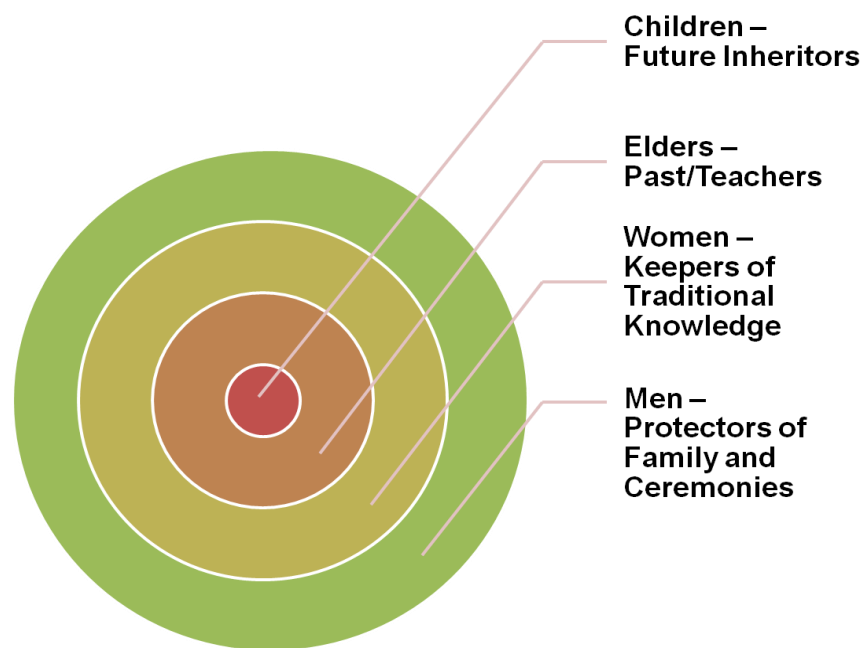 Children –
Future Inheritors
Elders –
Past/Teachers
Women –
Keepers of
Traditional
Knowledge
Men –
Protectors of
Family and
Ceremonies